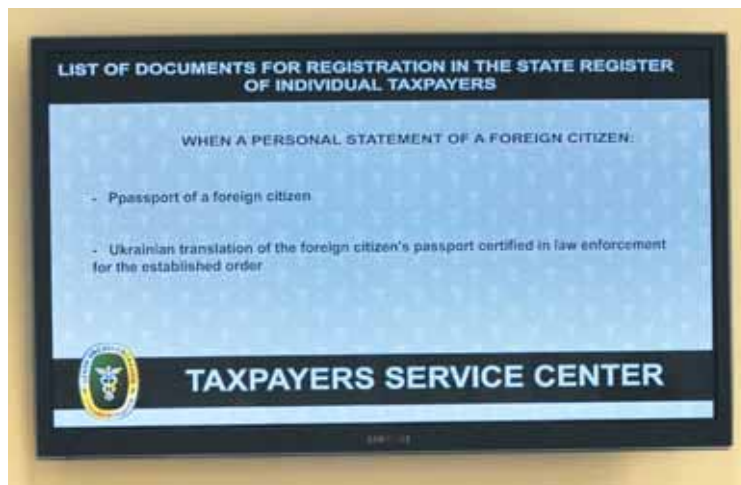 LIST OF DOCUMENTS FOR REGISTRATION IN THE STATE REGISTER
OF INDIVIDUAL TAXPAYERS
WHEN A PERSONAL STATEMENT OF A FOREIGN CITIZEN:
- Ppassport of a foreign citizen
- Ukrainian translation of the foreign citizen's passport certified in law enforcement
for the established order
TAXPAYERS SERVICE CENTER